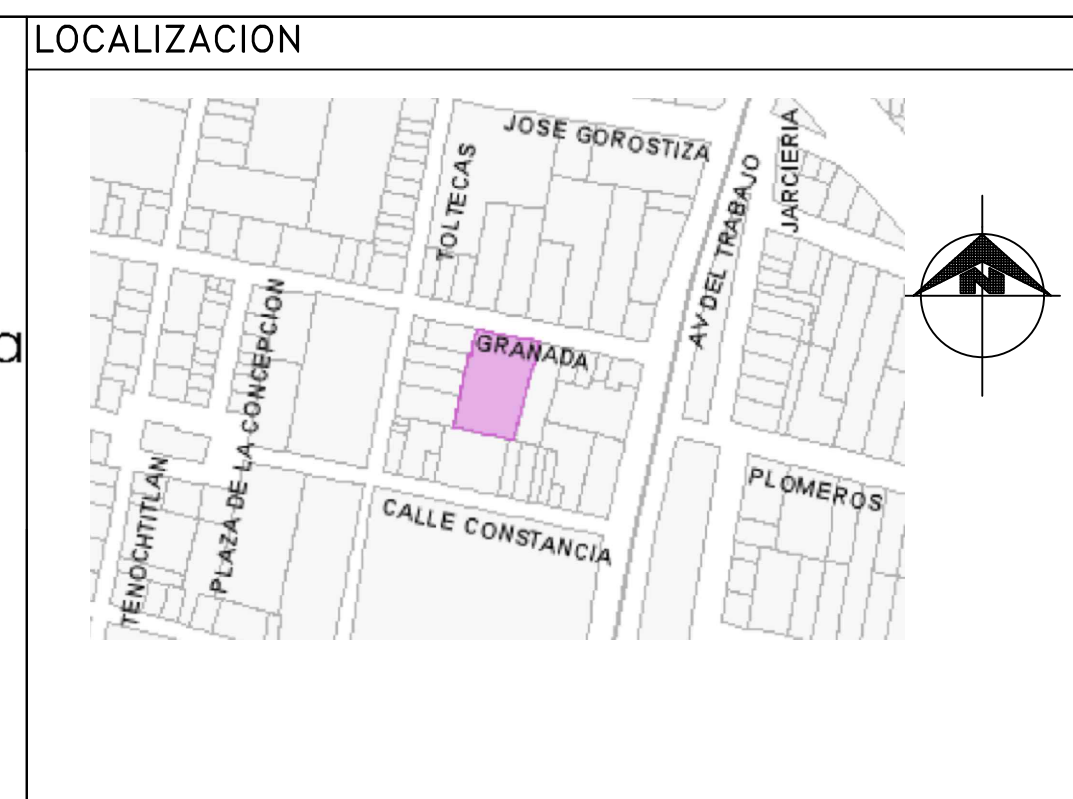 LOCALIZACION
JOSE GOROSTIZA
TOLTECAS
JARCIERIA
AV DEL TRABAJO
N
GRANADA
PLAZA DE LA CONCEPCION
a
TENOCHTITLAN
CALLE CONSTANCIA
PLOMEROS